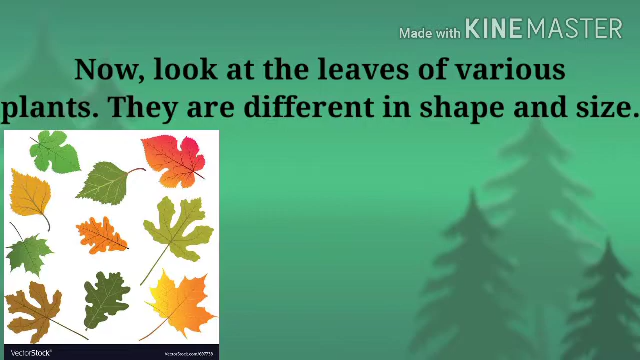 Made with KINEMASTER
Now, look at the leaves of various
plants. They are different in shape and size.
VectorStock®